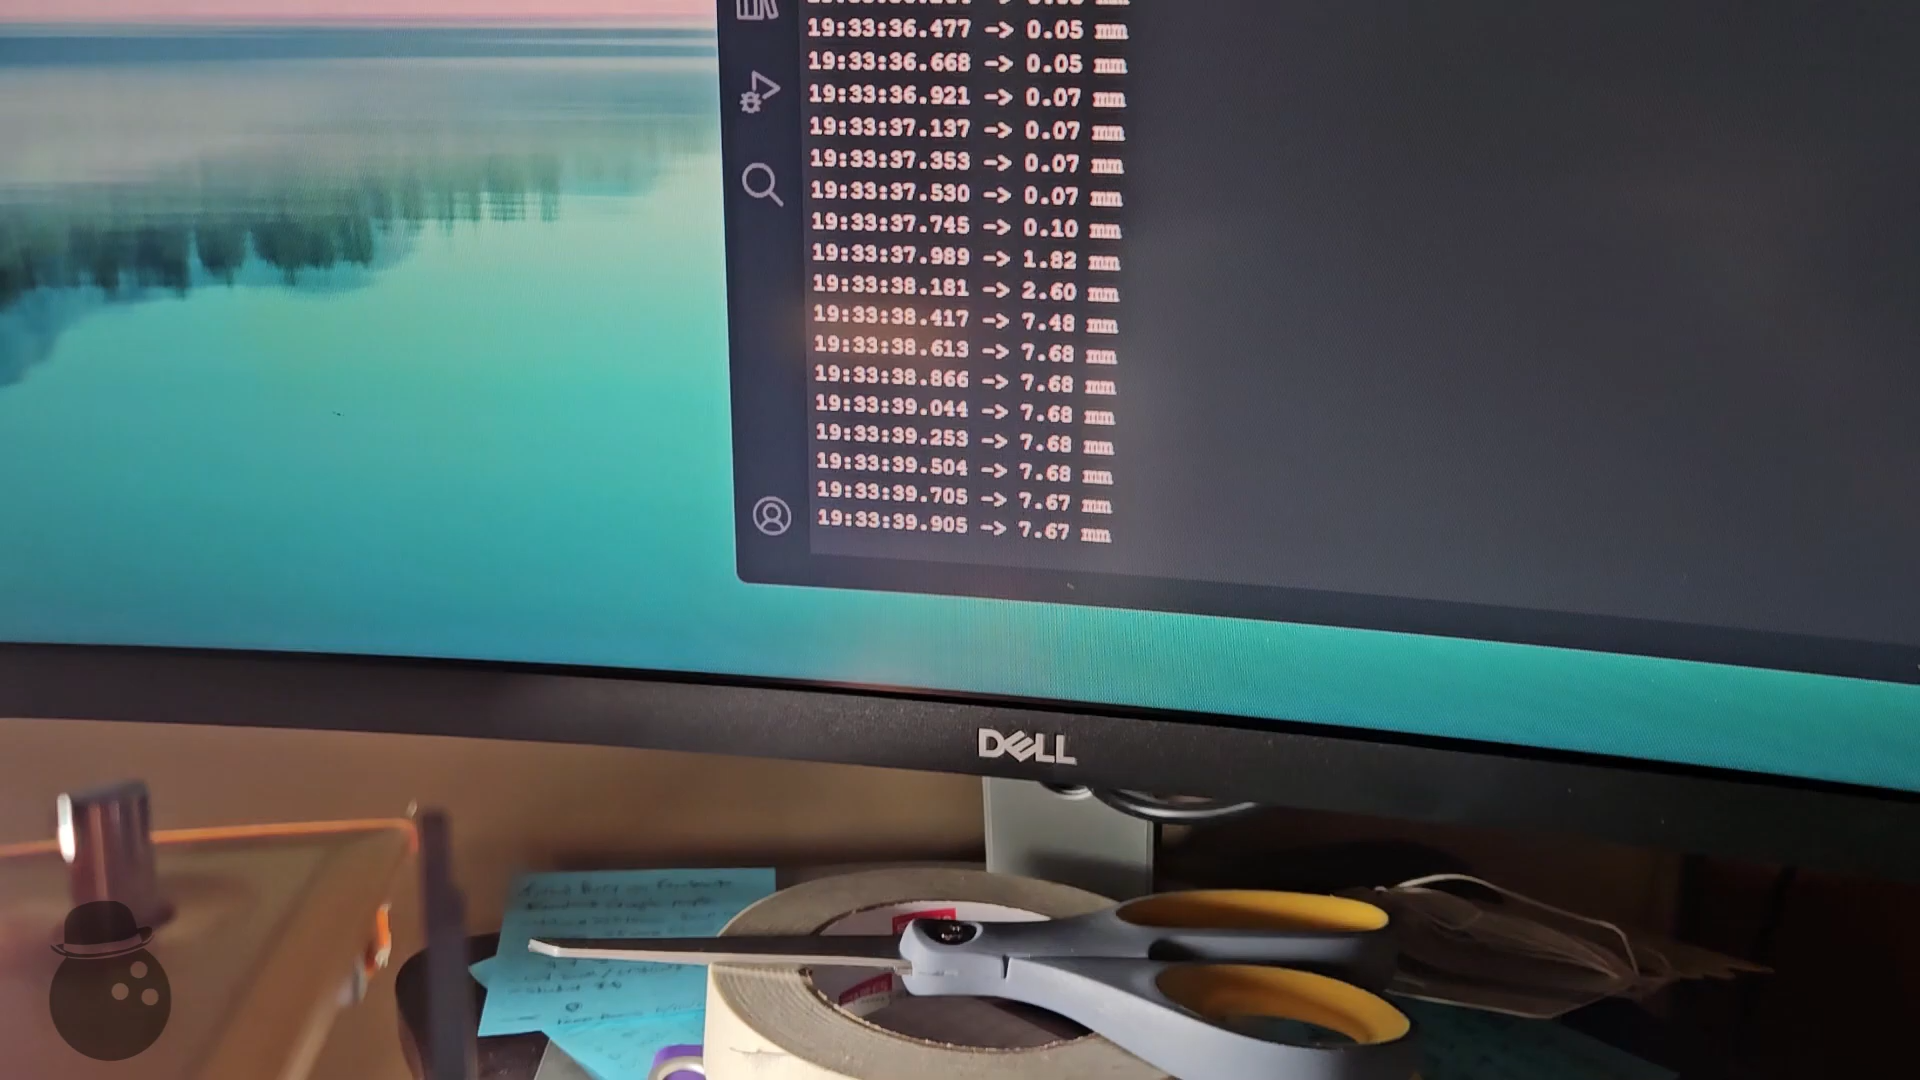 19:33:36.477 -> 0.05 mm
19:33:36.668 -> 0.05 mm
19:33:36.921 -> 0.07 mm
19:33:37.137 -> 0.07 mm
19:33:37.353 -> 0.07 mm
19:33:37.530 -> 0.07 mm
19:33:37.745 -> 0.10 mm
19:33:37.989 -> 1.82 mm
19:33:38.181 -> 2.60 mm
19:33:38.417 -> 7.48 mm
19:33:38.613 -> 7.68 mm
19:33:38.866 -> 7.68 mm
19:33:39.044 -> 7.68 mm
19:33:39.253 -> 7.68 mm
19:33:39.504 -> 7.68 mm
19:33:39.705 -> 7.67 mm
19:33:39.905 -> 7.67 mm
DELL